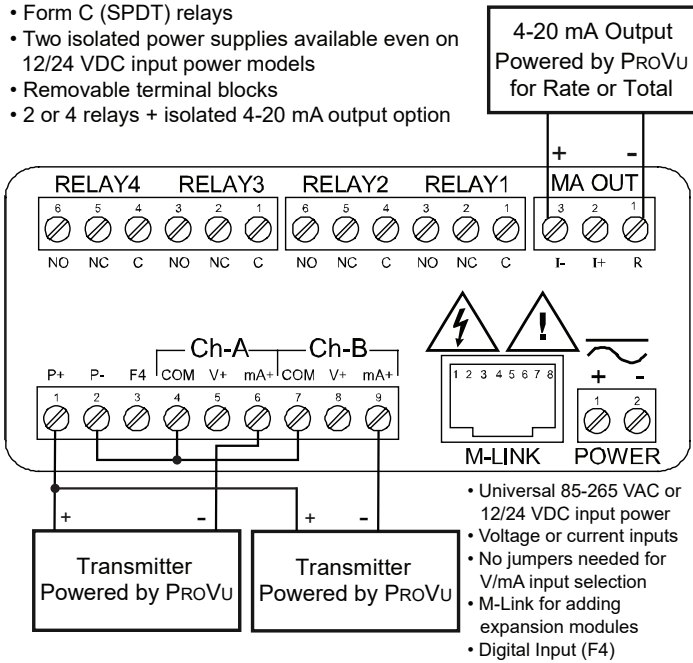 • Form C (SPDT) relays
• Two isolated power supplies available even on
12/24 VDC input power models
• Removable terminal blocks
• 2 or 4 relays + isolated 4-20 mA output option
4-20 mA Output
Powered by PROVU
for Rate or Total
+ -
RELAY4 RELAY3 RELAY2 RELAY1 MA OUT
6 5 4 3 2 1 6 5 4 3 2 1 3 2 1
NO NC C NO NC C NO NC C NO NC C I- I+ R
Ch-A Ch-B
P+ P- F4 COM V+ mA+ COM V+ mA+
1 2 3 4 5 6 7 8 9
1 2 3 4 5 6 7 8
M-LINK
!
+ -
1 2
POWER
+ - + -
Transmitter
Powered by PROVU
Transmitter
Powered by PROVU
• Universal 85-265 VAC or
12/24 VDC input power
• Voltage or current inputs
• No jumpers needed for
V/mA input selection
• M-Link for adding
expansion modules
• Digital Input (F4)